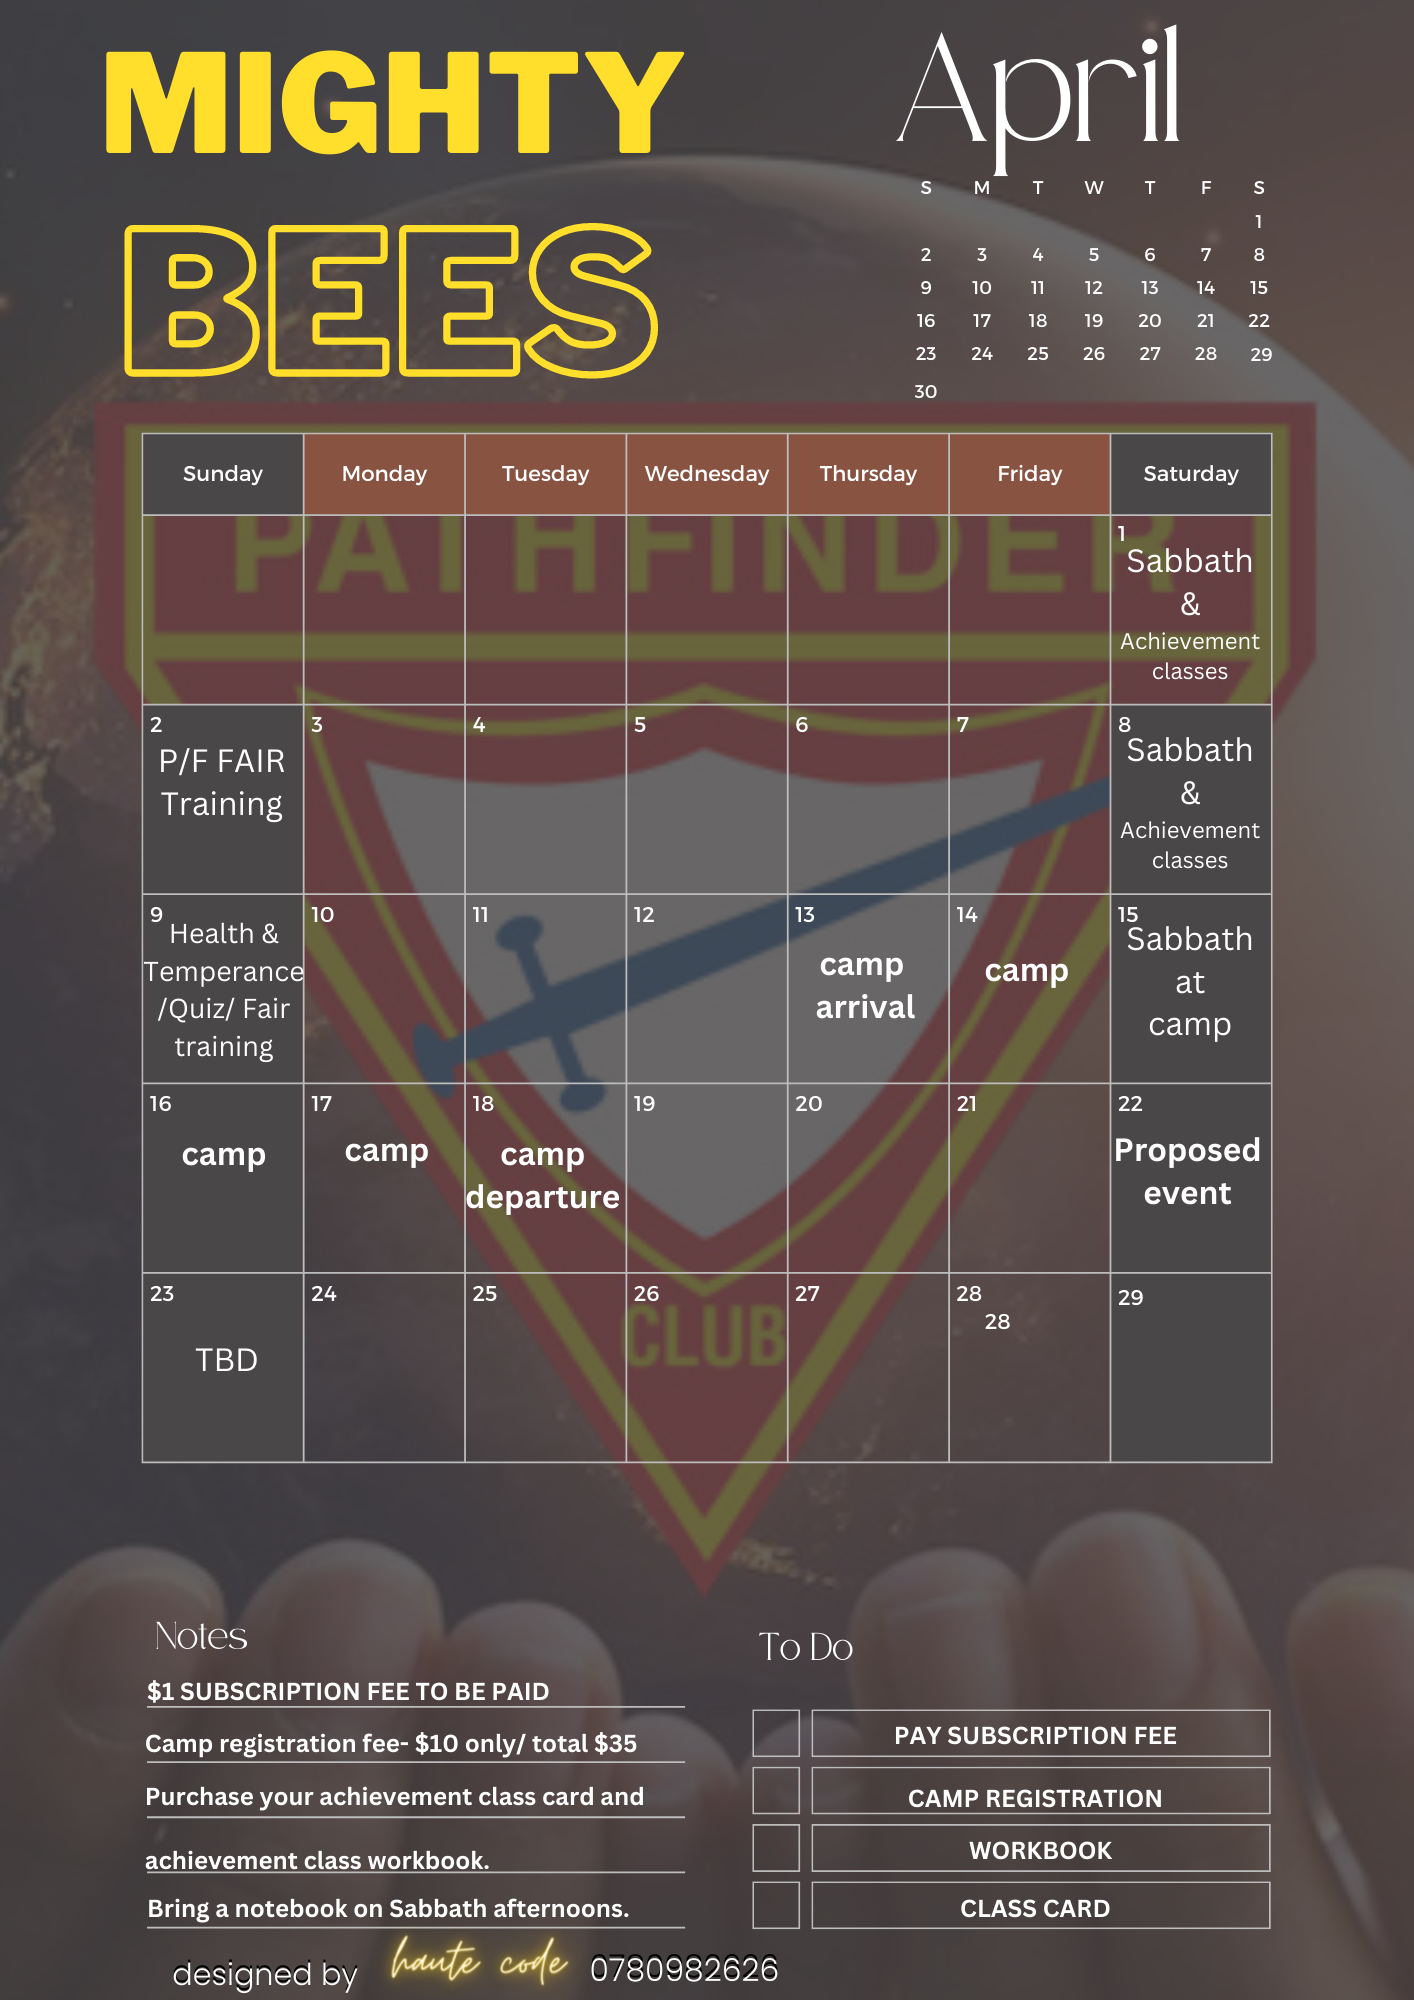 MIGHTY
BEES
April
S M T W T F S
1
2 3 4 5 6 7 8
9 10 11 12 13 14 15
16 17 18 19 20 21 22
23 24 25 26 27 28 29
30
Sunday Monday Tuesday Wednesday Thursday Friday Saturday
PATHFINDER
1
Sabbath
&
Achievement
classes
2
P/F FAIR
Training
3
4
5
6
7
8
Sabbath
&
Achievement
classes
9
Health &
Temperance
/Quiz/ Fair
training
10
11
12
13
camp
arrival
14
camp
15
Sabbath
at
camp
16
camp
17
camp
18
camp
departure
19
20
21
22
Proposed
event
23
TBD
24
25
26
27
28
28
29
CLUB
Notes
$1 SUBSCRIPTION FEE TO BE PAID
Camp registration fee- $10 only/ total $35
Purchase your achievement class card and
achievement class workbook.
Bring a notebook on Sabbath afternoons.
To Do
PAY SUBSCRIPTION FEE
CAMP REGISTRATION
WORKBOOK
CLASS CARD
designed by haute code 0780982626